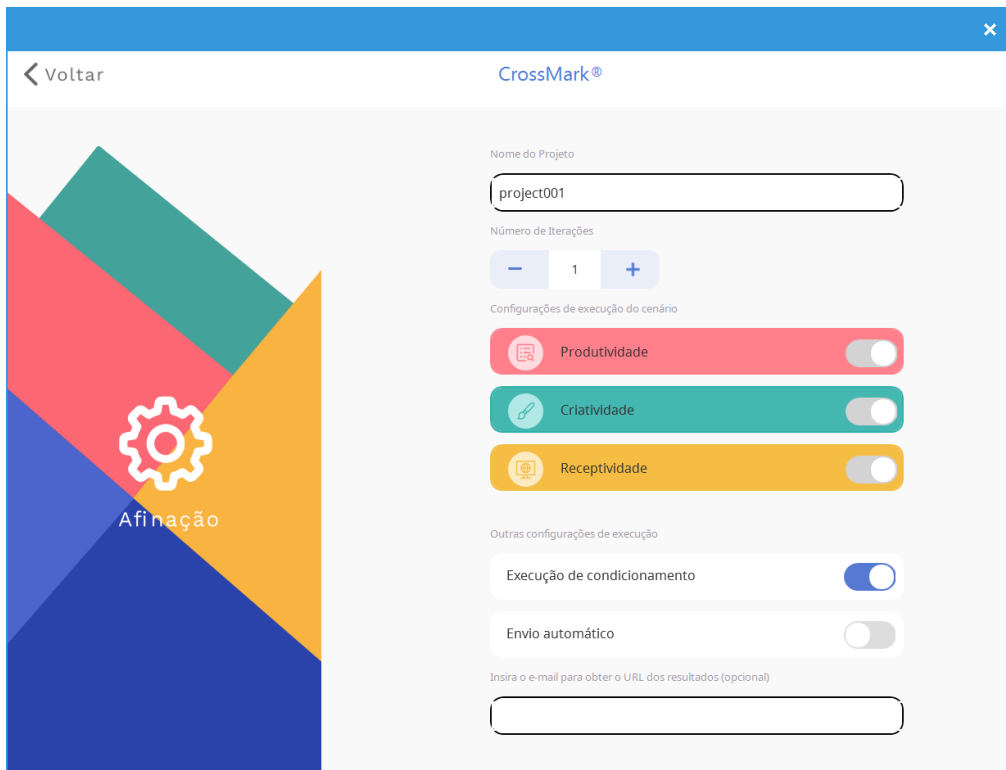 Voltar
CrossMark®
Nome do Projeto
project001
Número de Iterações
1
Configurações de execução do cenário
Produtividade
Criatividade
Receptividade
Afinação
Outras configurações de execução
Execução de condicionamento
Envio automático
Insira o e-mail para obter o URL dos resultados (opcional)